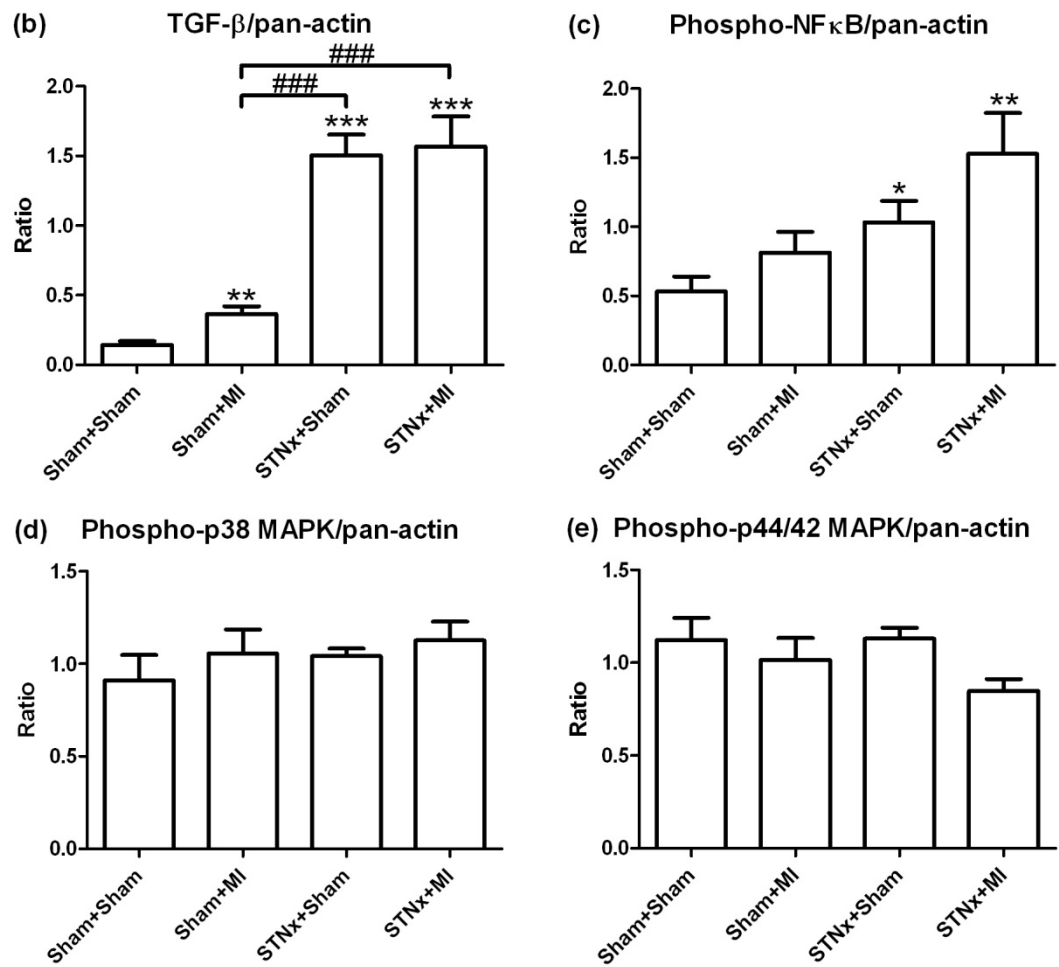 (b) TGF-β/pan-actin
###
###
***
***
**
2.0
1.5
1.0
0.5
0.0
Ratio
Sham+Sham
Sham+MI
STNx+Sham
STNx+MI
(c) Phospho-NFκB/pan-actin
**
*
2.0
1.5
1.0
0.5
0.0
Ratio
Sham+Sham
Sham+MI
STNx+Sham
STNx+MI
(d) Phospho-p38 MAPK/pan-actin
1.5
1.0
0.5
0.0
Ratio
Sham+Sham
Sham+MI
STNx+Sham
STNx+MI
(e) Phospho-p44/42 MAPK/pan-actin
1.5
1.0
0.5
0.0
Ratio
Sham+Sham
Sham+MI
STNx+Sham
STNx+MI